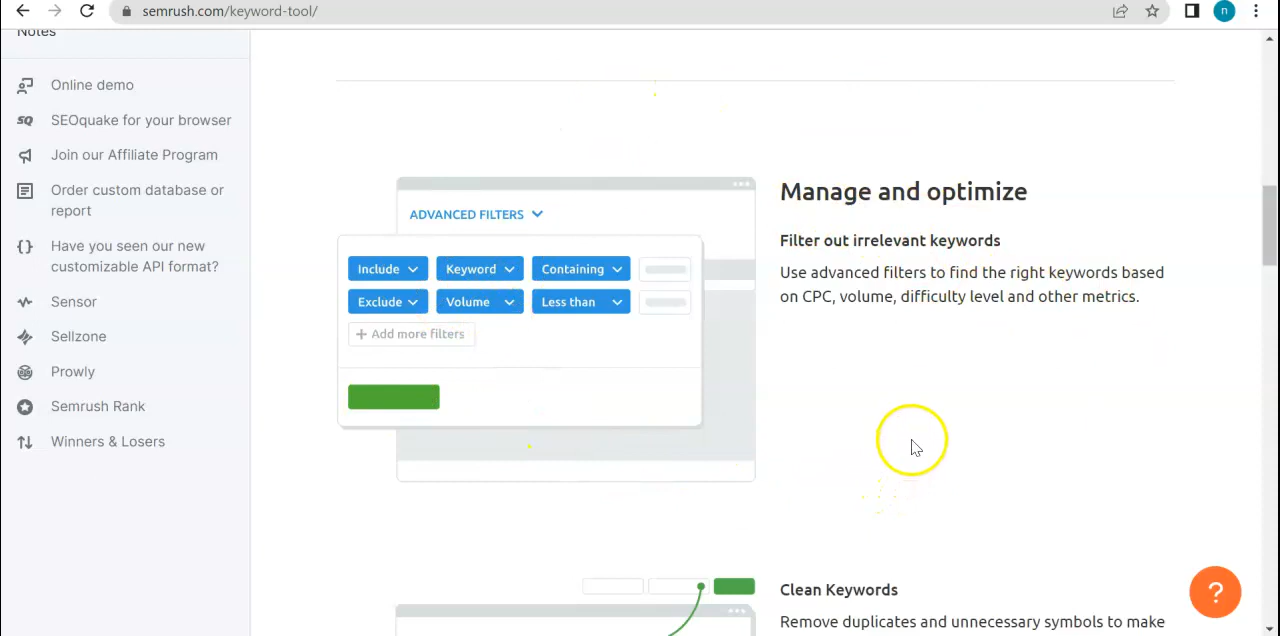 semrush.com/keyword-tool/
n
Notes
Online demo
SQ SEOquake for your browser
Join our Affiliate Program
Order custom database or
report
{} Have you seen our new
customizable API format?
Sensor
Sellzone
Prowly
Semrush Rank
Winners & Losers
ADVANCED FILTERS
Include Keyword Containing
Exclude Volume Less than
+ Add more filters
Manage and optimize
Filter out irrelevant keywords
Use advanced filters to find the right keywords based
on CPC, volume, difficulty level and other metrics.
Clean Keywords
Remove duplicates and unnecessary symbols to make
?